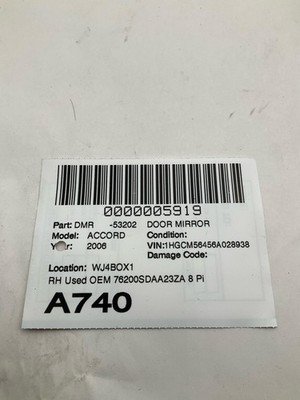 0000005919
Part: DMR -53202 DOOR MIRROR
Model: ACCORD Condition:
Year: 2006 VIN:1HGCM56456A028938
Damage Code:
Location: WJ4BOX1
RH Used OEM 76200SDAA23ZA 8 Pi
A740